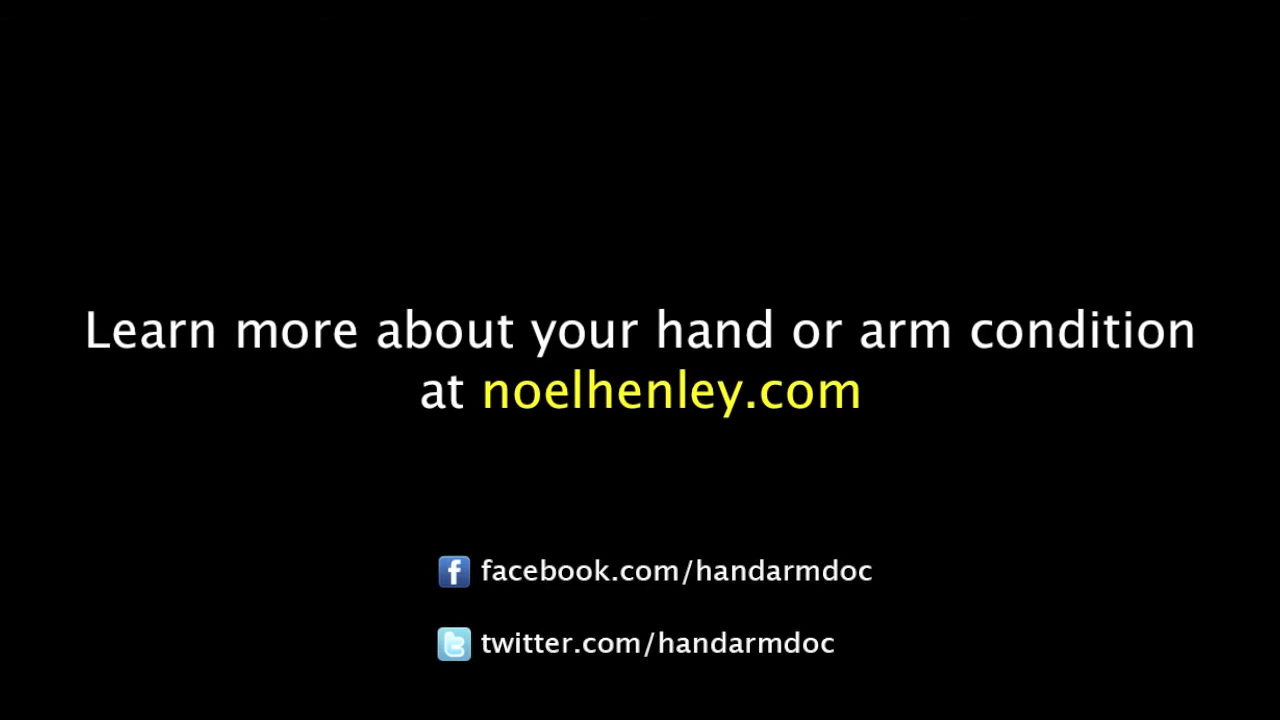 Learn more about your hand or arm condition
at noelhenley.com
facebook.com/handarmdoc
twitter.com/handarmdoc